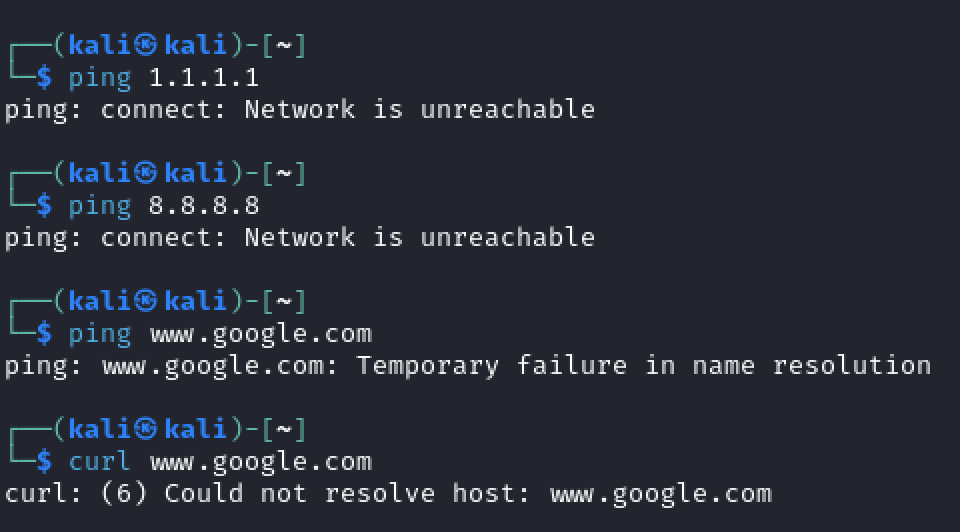 ┌──(kali㉿kali)-[~]
└─$ ping 1.1.1.1
ping: connect: Network is unreachable
┌──(kali㉿kali)-[~]
└─$ ping 8.8.8.8
ping: connect: Network is unreachable
┌──(kali㉿kali)-[~]
└─$ ping www.google.com
ping: www.google.com: Temporary failure in name resolution
┌──(kali㉿kali)-[~]
└─$ curl www.google.com
curl: (6) Could not resolve host: www.google.com